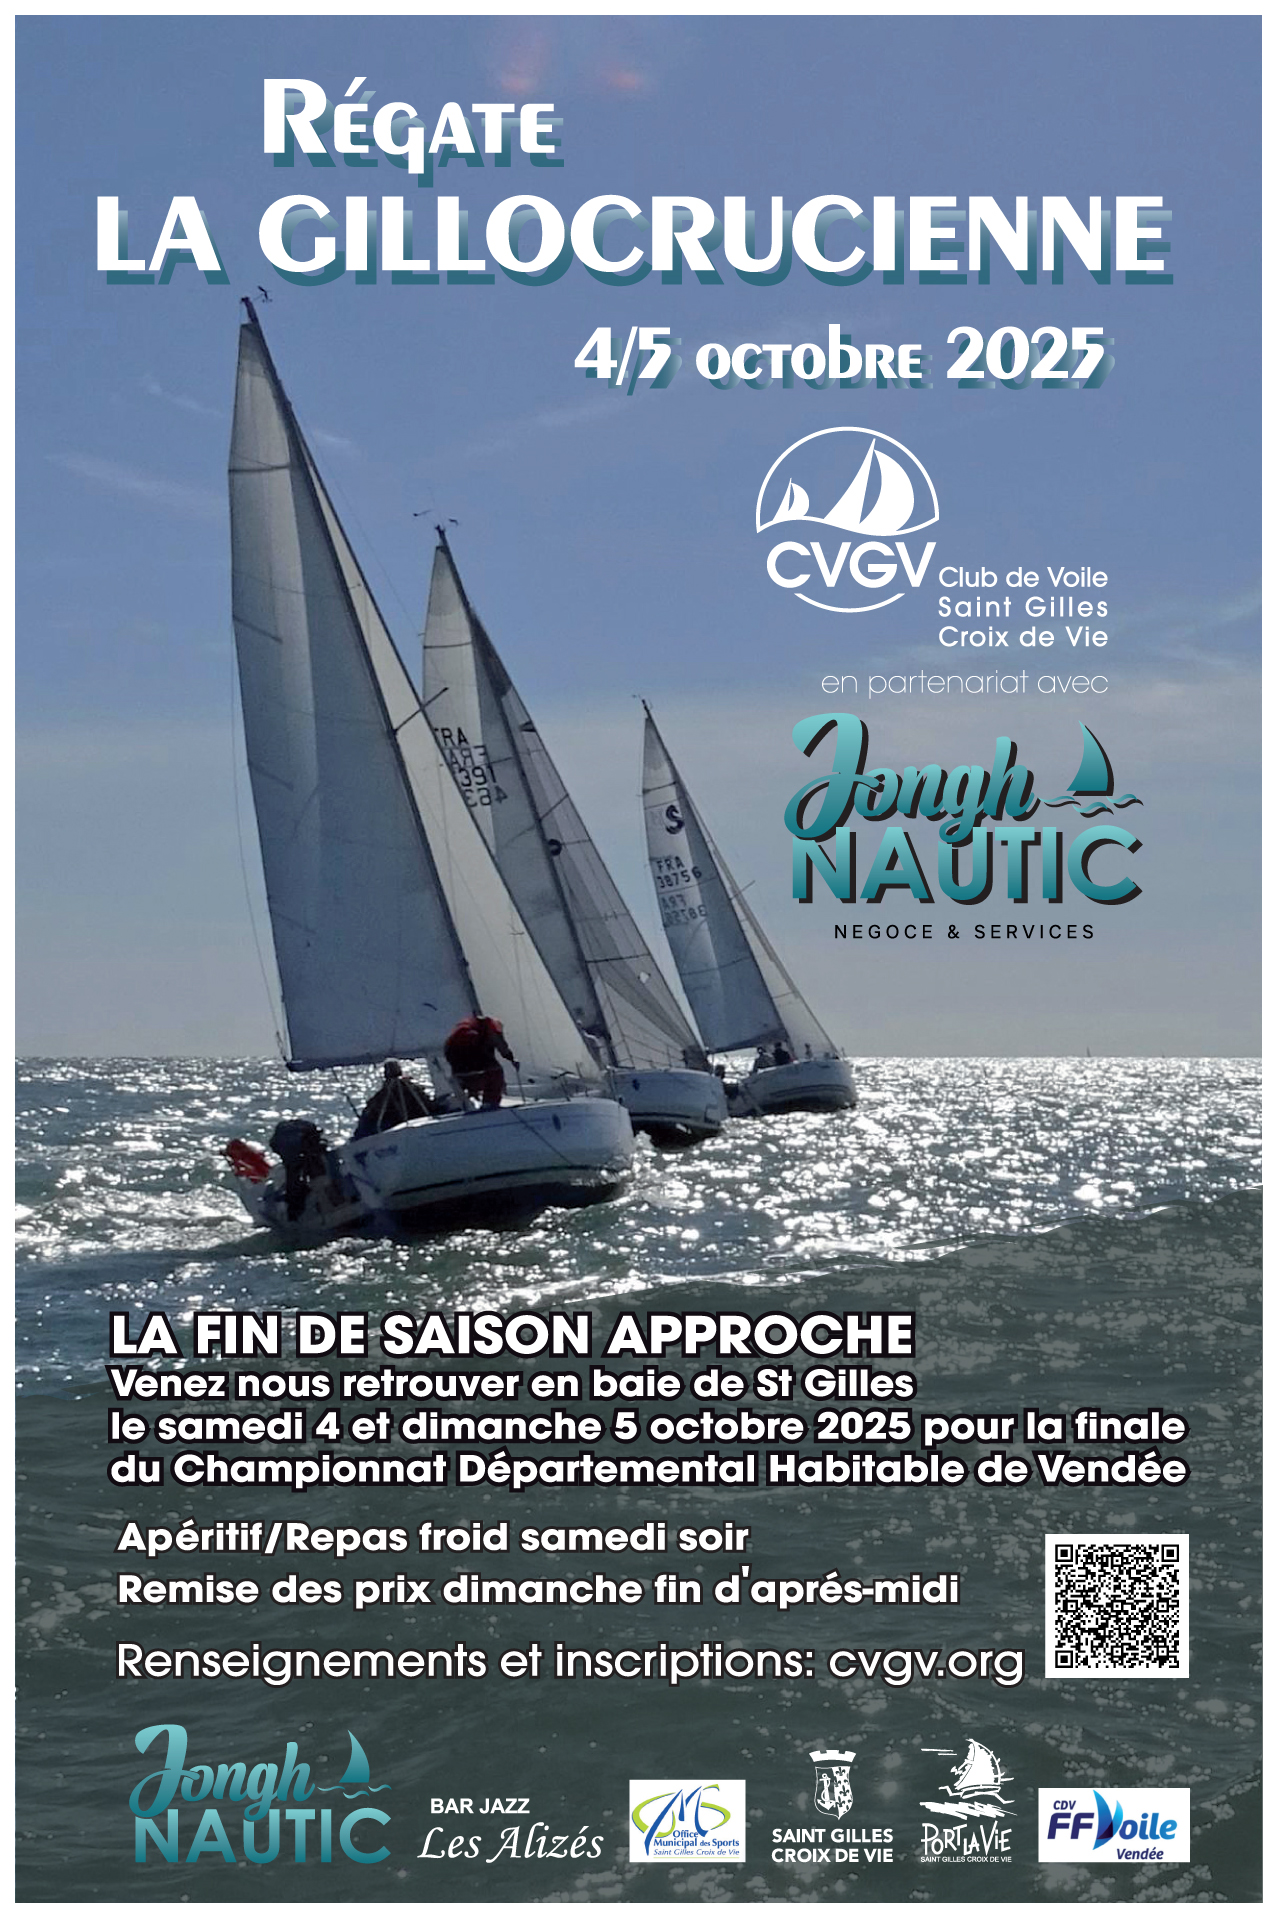 Régate
LA GILLOCRUCIENNE
4/5 octobre 2025
CVGV
Club de Voile
Saint Gilles
Croix de Vie
en partenariat avec
Jongh
NAUTIC
NEGOCE & SERVICES
FRA
38756
LA FIN DE SAISON APPROCHE
Venez nous retrouver en baie de St Gilles
le samedi 4 et dimanche 5 octobre 2025 pour la finale
du Championnat Départemental Habitable de Vendée
Apéritif/Repas froid samedi soir
Remise des prix dimanche fin d'aprés-midi
Renseignements et inscriptions: cvgv.org
Jongh
NAUTIC
BAR JAZZ
Les Alizés
OMS
Office
Municipal des Sports
Saint Gilles Croix de Vie
SAINT GILLES
CROIX DE VIE
PORT LA VIE
SAINT GILLES CROIX DE VIE
CDV
FFVoile
Vendée